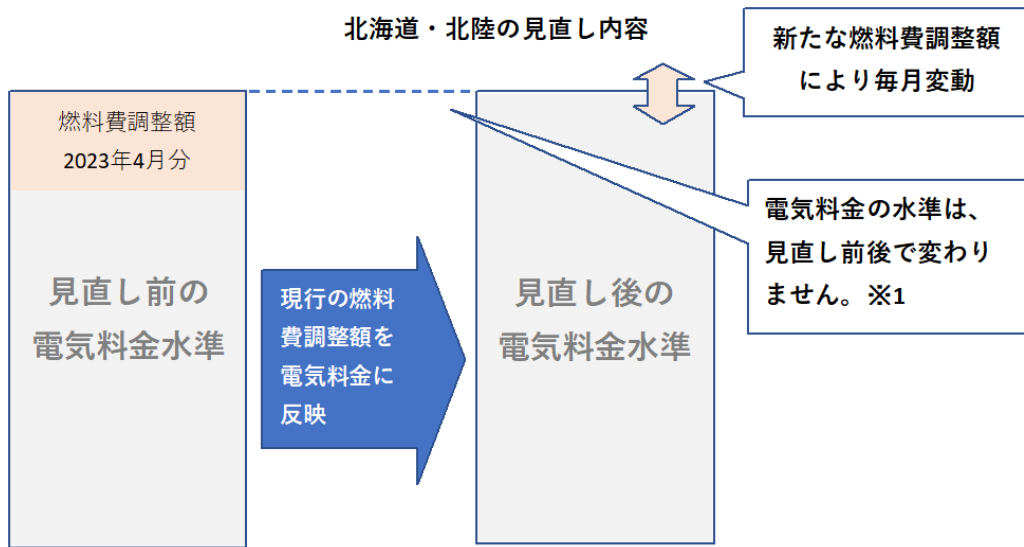 北海道・北陸の見直し内容
新たな燃料費調整額
により毎月変動
燃料費調整額
2023年4月分
電気料金の水準は、
見直し前後で変わり
ません。※1
見直し前の
電気料金水準
現行の燃料
費調整額を
電気料金に
反映
見直し後の
電気料金水準